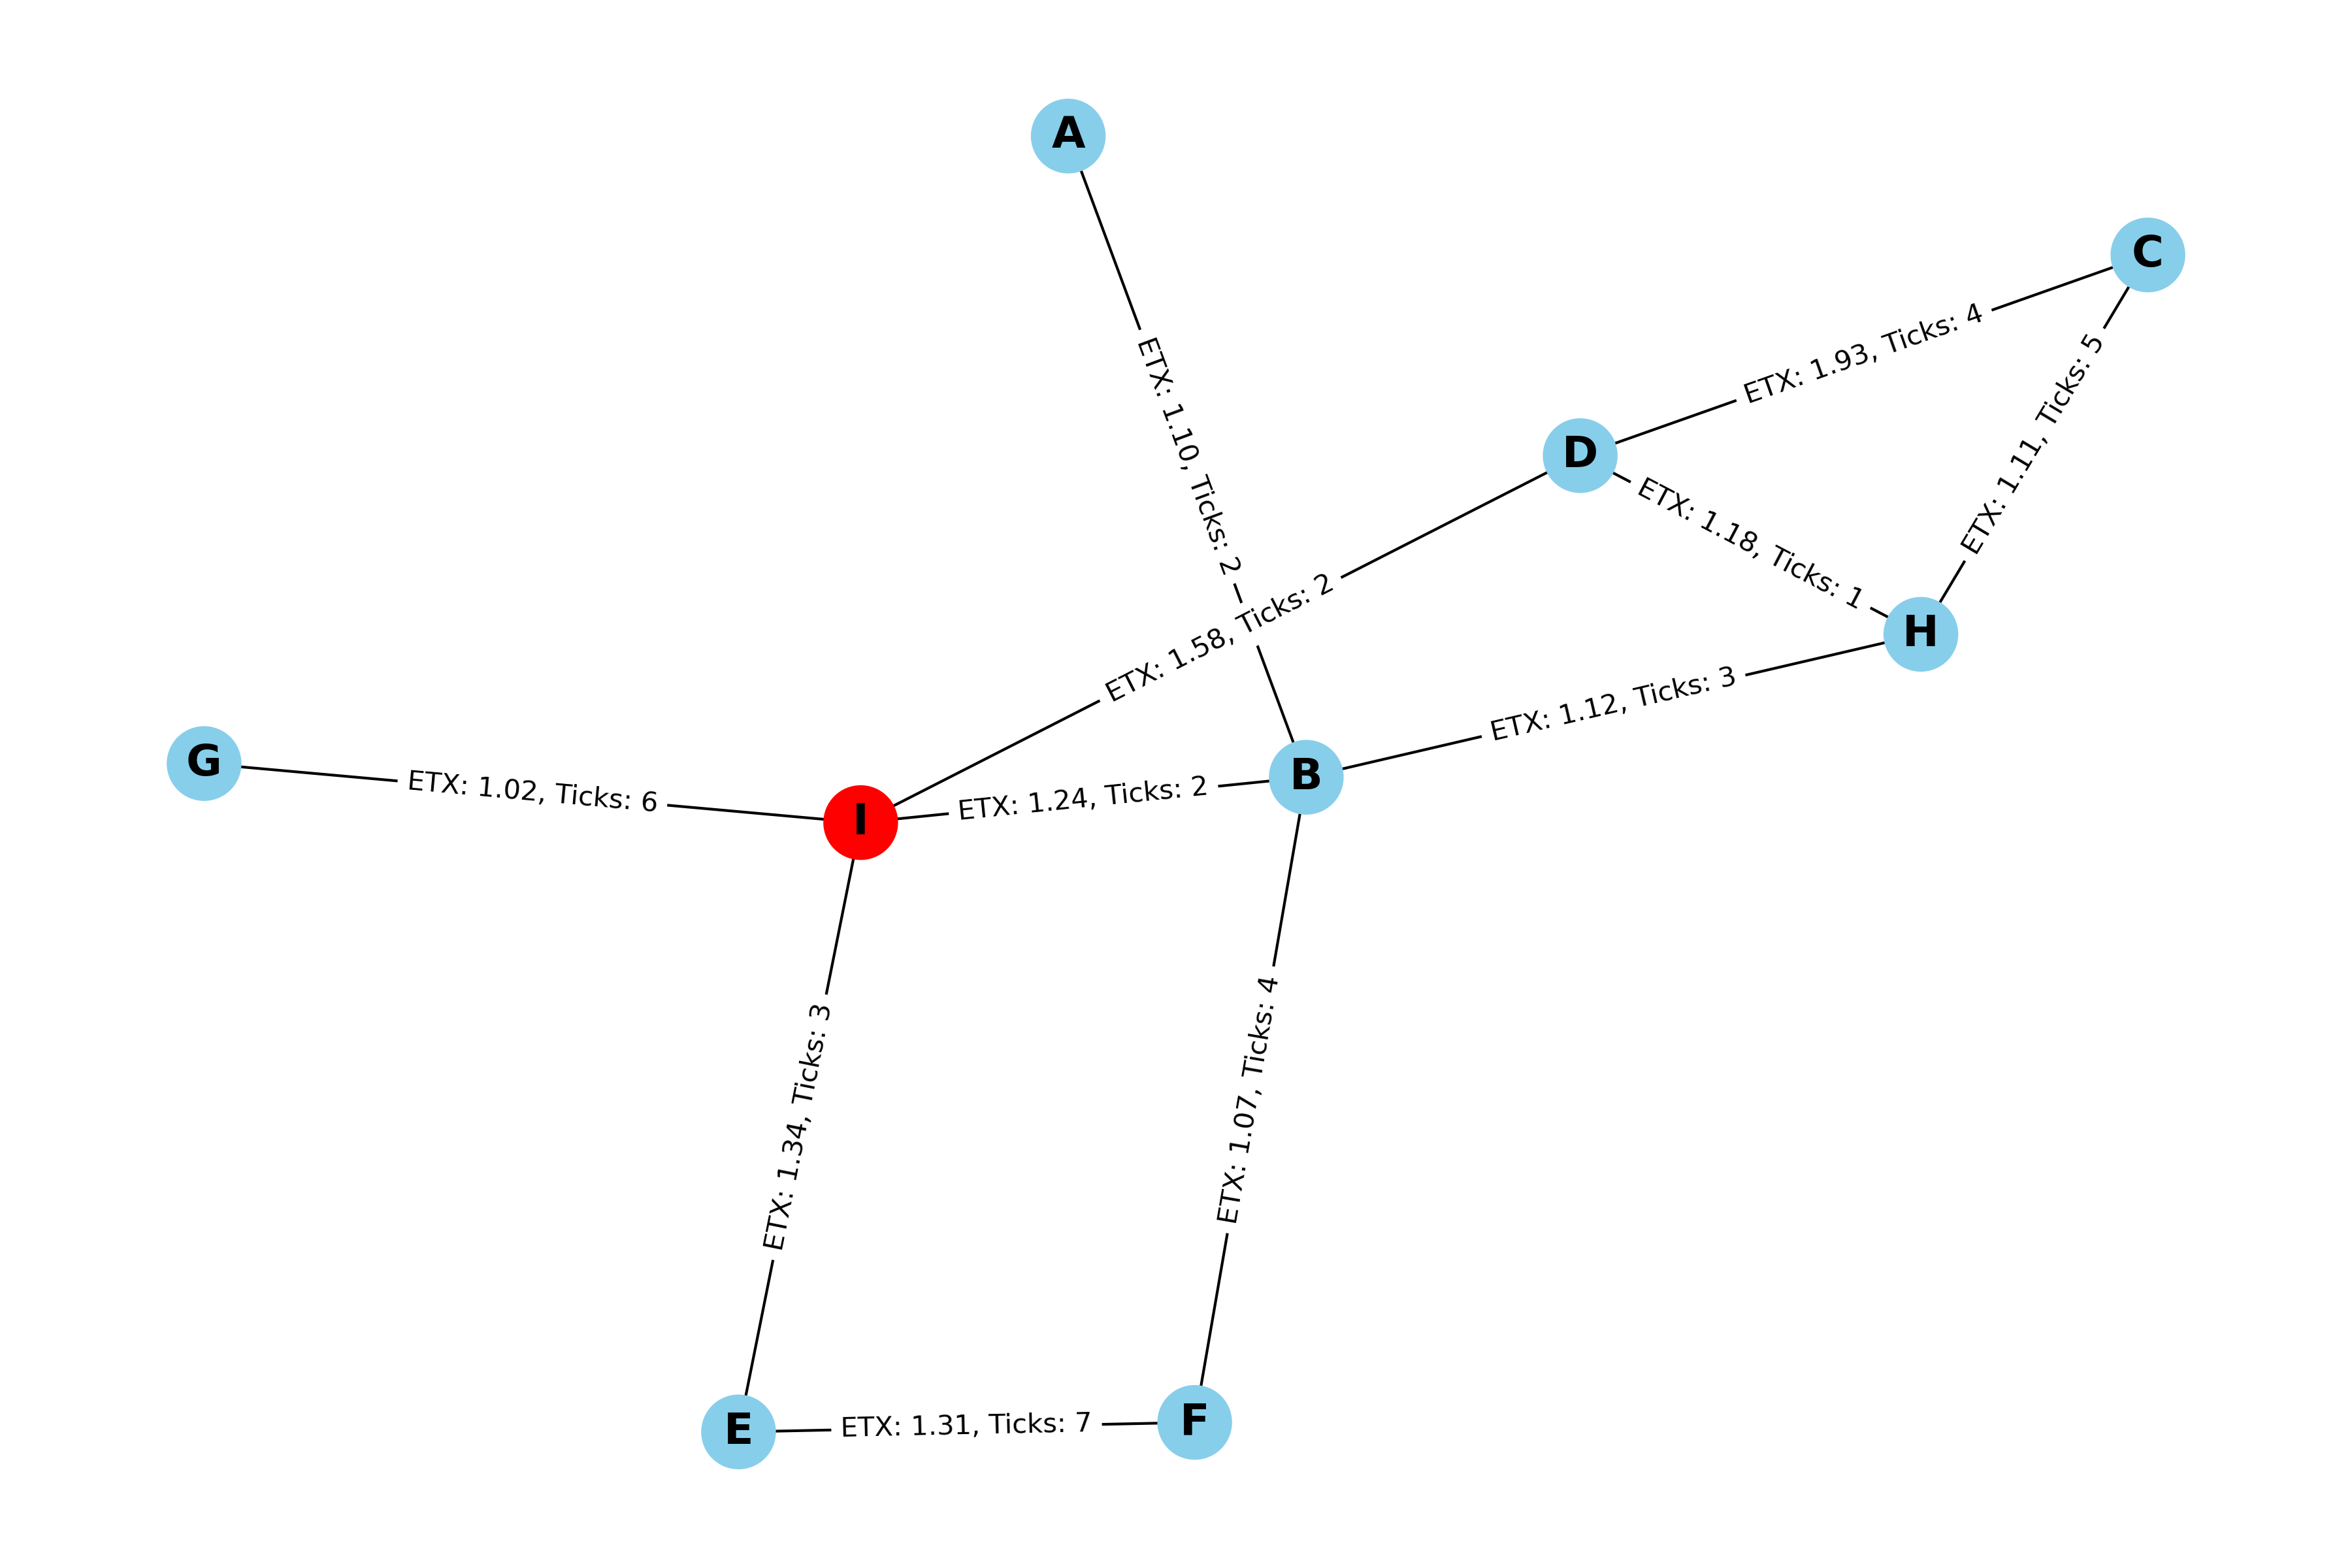 A
C
ETX: 1.93, Ticks: 4
ETX: 1.11, Ticks: 5
ETX: 1.10, Ticks: 2
D
ETX: 1.18, Ticks: 1
ETX: 1.58, Ticks: 2
H
ETX: 1.12, Ticks: 3
G
B
ETX: 1.02, Ticks: 6
I
ETX: 1.24, Ticks: 2
ETX: 1.34, Ticks: 3
ETX: 1.07, Ticks: 4
E
ETX: 1.31, Ticks: 7
F